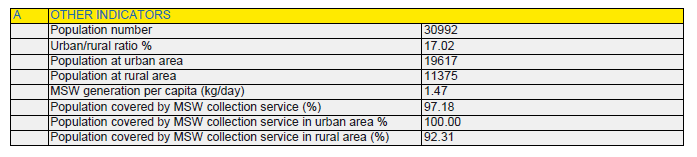 A OTHER INDICATORS
Population number 30992
Urban/rural ratio % 17.02
Population at urban area 19617
Population at rural area 11375
MSW generation per capita (kg/day) 1.47
Population covered by MSW collection service (%) 97.18
Population covered by MSW collection service in urban area % 100.00
Population covered by MSW collection service in rural area (%) 92.31